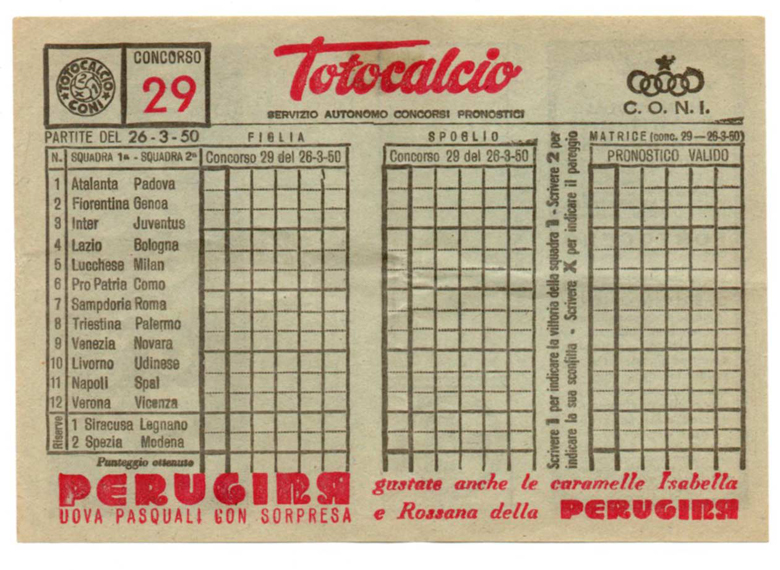 TOTOCALCIO
CONI
CONCORSO
29
Totocalcio
SERVIZIO AUTONOMO CONCORSI PRONOSTICI
C. O. N. I.
PARTITE DEL 26-3-50
FIGLIA
SPOGLIO
MATRICE (conc. 29 — 26-3-50)
N. SQUADRA 1a - SQUADRA 2a
Concorso 29 del 26-3-50
Concorso 29 del 26-3-50
PRONOSTICO VALIDO
1 Atalanta Padova
2 Fiorentina Genoa
3 Inter Juventus
4 Lazio Bologna
5 Lucchese Milan
6 Pro Patria Como
7 Sampdoria Roma
8 Triestina Palermo
9 Venezia Novara
10 Livorno Udinese
11 Napoli Spal
12 Verona Vicenza
Riserve
1 Siracusa Legnano
2 Spezia Modena
Punteggio ottenuto
Scrivere 1 per indicare la vittoria della squadra 1 - Scrivere 2 per
indicare la sua sconfitta - Scrivere X per indicare il pareggio
PERUGINA
UOVA PASQUALI CON SORPRESA
gustate anche le caramelle Isabella
e Rossana della PERUGINA